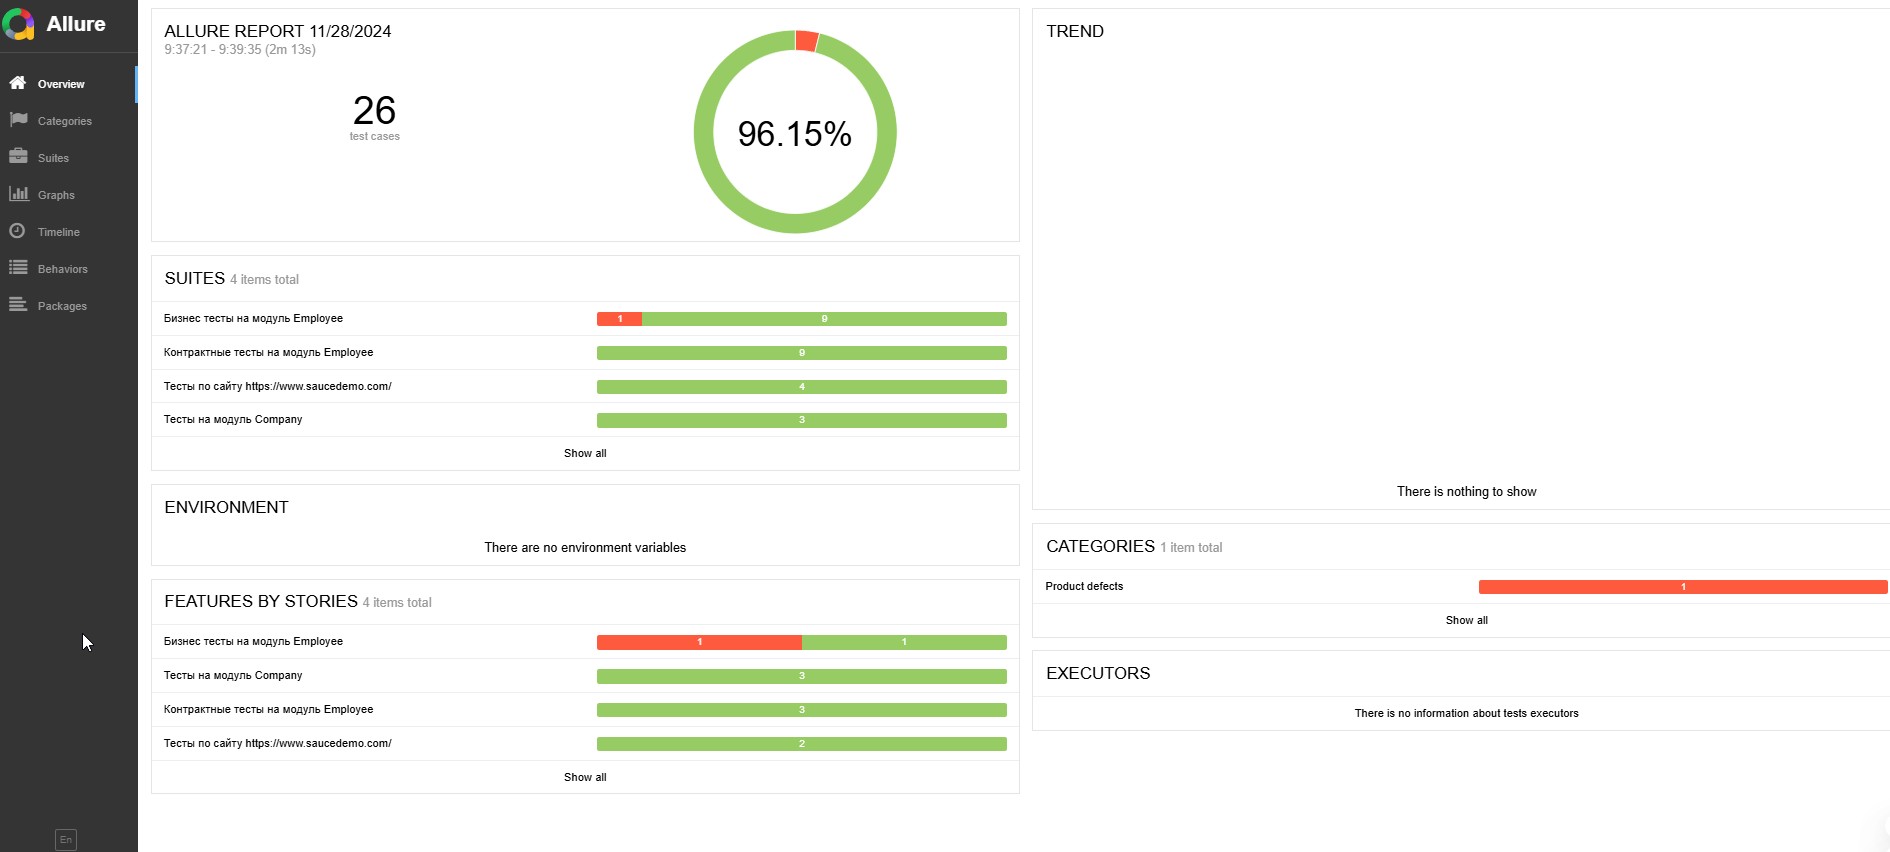 Allure
Overview
Categories
Suites
Graphs
Timeline
Behaviors
Packages
En
ALLURE REPORT 11/28/2024
9:37:21 - 9:39:35 (2m 13s)
26
test cases
96.15%
SUITES 4 items total
Бизнес тесты на модуль Employee 1 9
Контрактные тесты на модуль Employee 9
Тесты по сайту https://www.saucedemo.com/ 4
Тесты на модуль Company 3
Show all
ENVIRONMENT
There are no environment variables
FEATURES BY STORIES 4 items total
Бизнес тесты на модуль Employee 1 1
Тесты на модуль Company 3
Контрактные тесты на модуль Employee 3
Тесты по сайту https://www.saucedemo.com/ 2
Show all
TREND
There is nothing to show
CATEGORIES 1 item total
Product defects 1
Show all
EXECUTORS
There is no information about tests executors